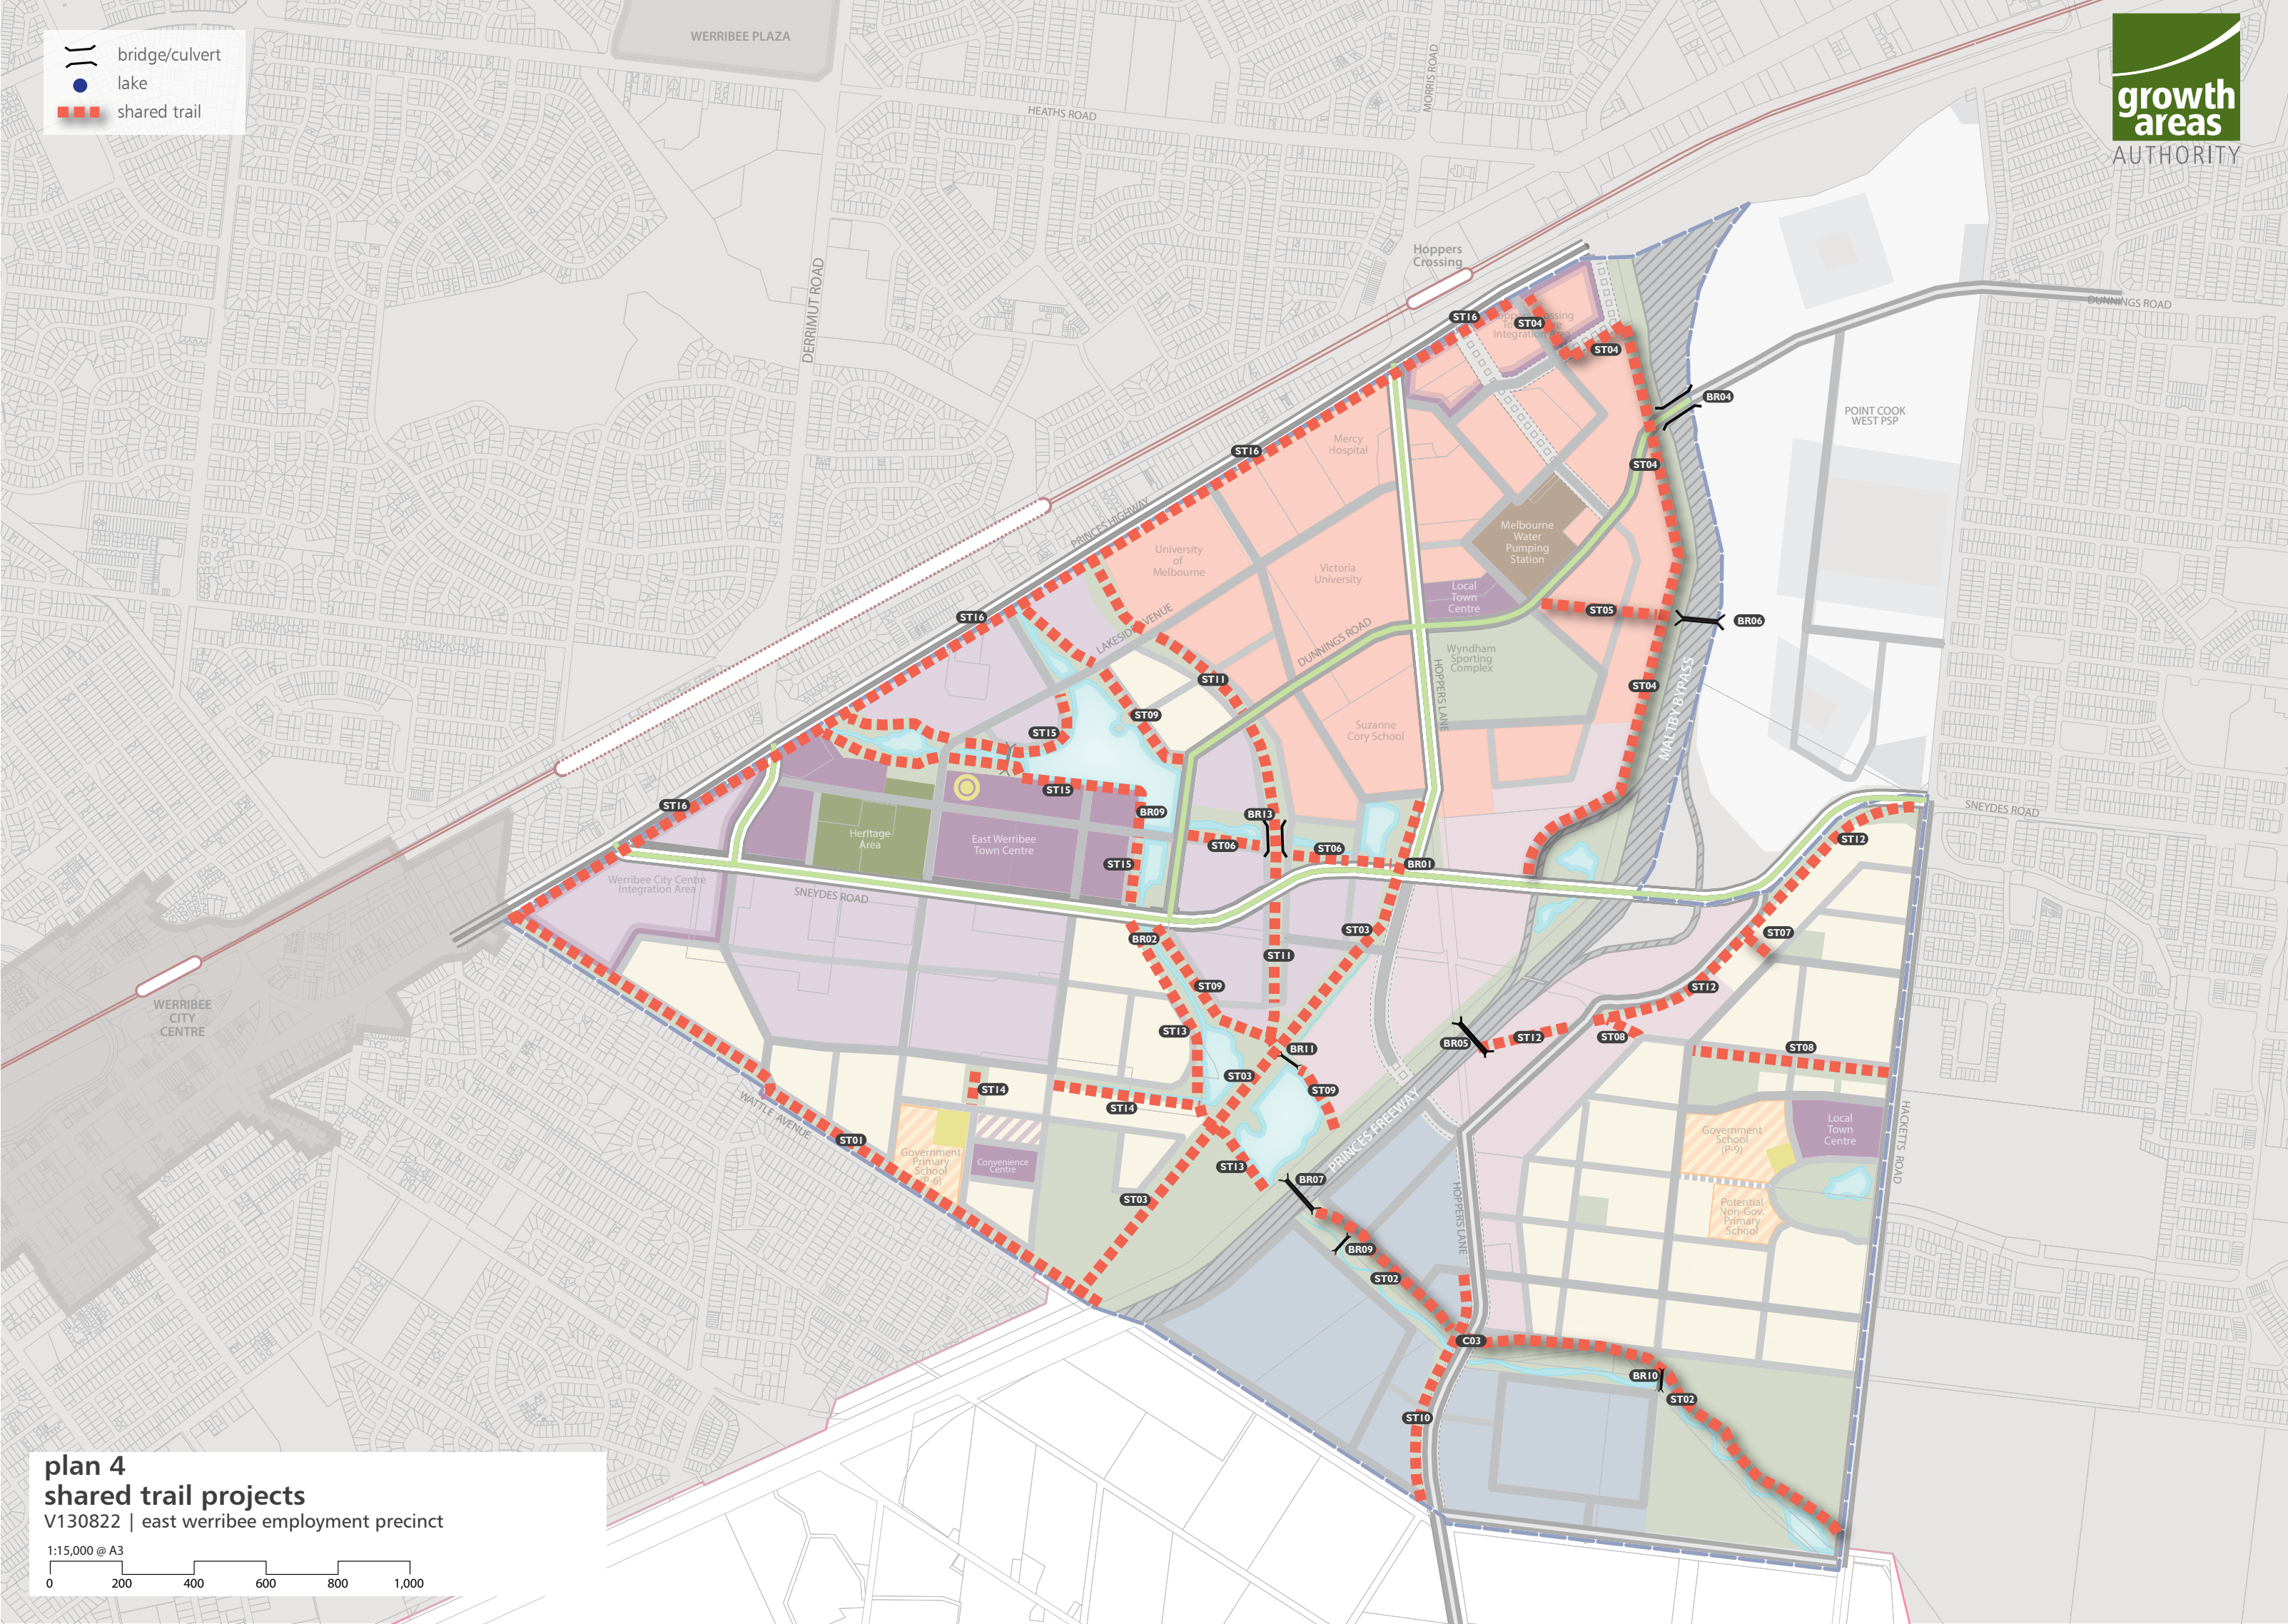 bridge/culvert
lake
shared trail
WERRIBEE PLAZA
growth
areas
AUTHORITY
HEATHS ROAD
MORRIS ROAD
DERRIMUT ROAD
Hoppers
Crossing
DUNNINGS ROAD
ST16
ST04
ST04
BR04
POINT COOK
WEST PSP
Mercy
Hospital
ST16
ST04
PRINCES HIGHWAY
University
of
Melbourne
Victoria
University
Melbourne
Water
Pumping
Station
Local
Town
Centre
ST05
BR06
ST16
LAKESIDE AVENUE
DUNNINGS ROAD
HOPPERS LANE
Wyndham
Sporting
Complex
ST11
ST04
MALTBY BYPASS
ST09
ST15
Suzanne
Cory School
ST15
ST16
BR09
BR13
SNEYDES ROAD
Heritage
Area
East Werribee
Town Centre
ST06
ST06
ST12
ST15
BR01
Werribee City Centre
Integration Area
SNEYDES ROAD
BR02
ST03
ST07
ST11
ST09
ST12
WERRIBEE
CITY
CENTRE
ST13
BR05
ST12
ST08
BR11
ST08
ST03
ST14
ST09
ST14
WATTLE AVENUE
ST01
PRINCES FREEWAY
HACKETTS ROAD
Government
School
(P-9)
Local
Town
Centre
Government
Primary
School
(P-6)
Convenience
Centre
ST13
BR07
ST03
HOPPERS LANE
Potential
Non-Gov.
Primary
School
BR09
ST02
C03
BR10
ST02
ST10
plan 4
shared trail projects
V130822 | east werribee employment precinct
1:15,000 @ A3
0 200 400 600 800 1,000